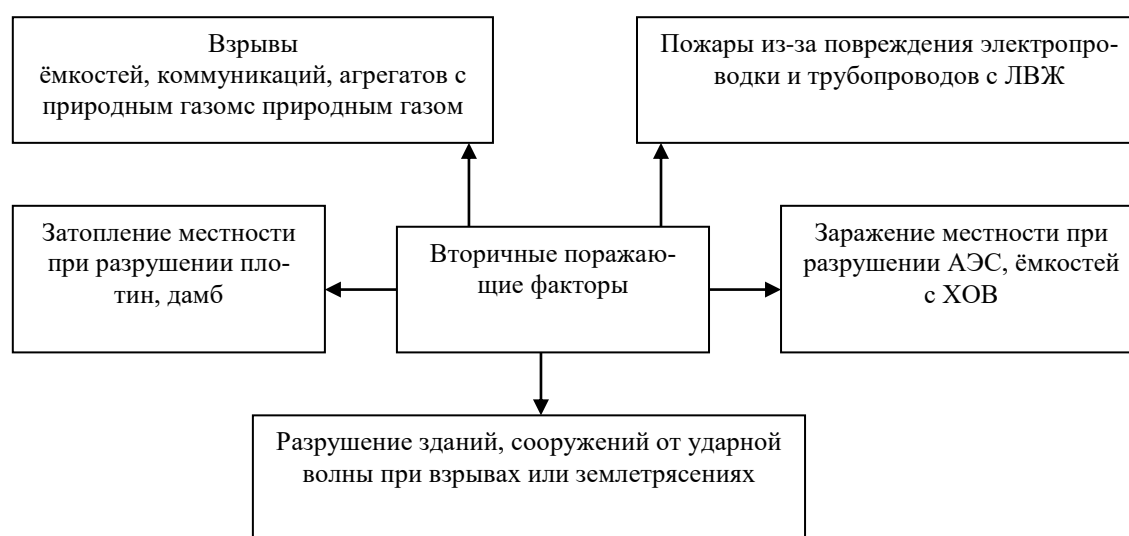 Взрывы
ёмкостей, коммуникаций, агрегатов с
природным газомс природным газом
Пожары из-за повреждения электропро-
водки и трубопроводов с ЛВЖ
Затопление местности
при разрушении пло-
тин, дамб
Вторичные поражаю-
щие факторы
Заражение местности при
разрушении АЭС, ёмкостей
с ХОВ
Разрушение зданий, сооружений от ударной
волны при взрывах или землетрясениях